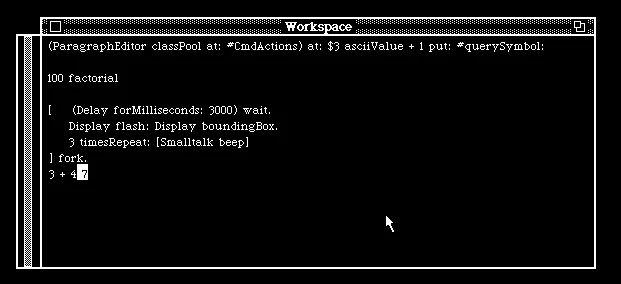 Workspace
(ParagraphEditor classPool at: #CmdActions) at: $3 asciiValue + 1 put: #querySymbol:
100 factorial
[ (Delay forMilliseconds: 3000) wait.
Display flash: Display boundingBox.
3 timesRepeat: [Smalltalk beep]
] fork.
3 + 4 7